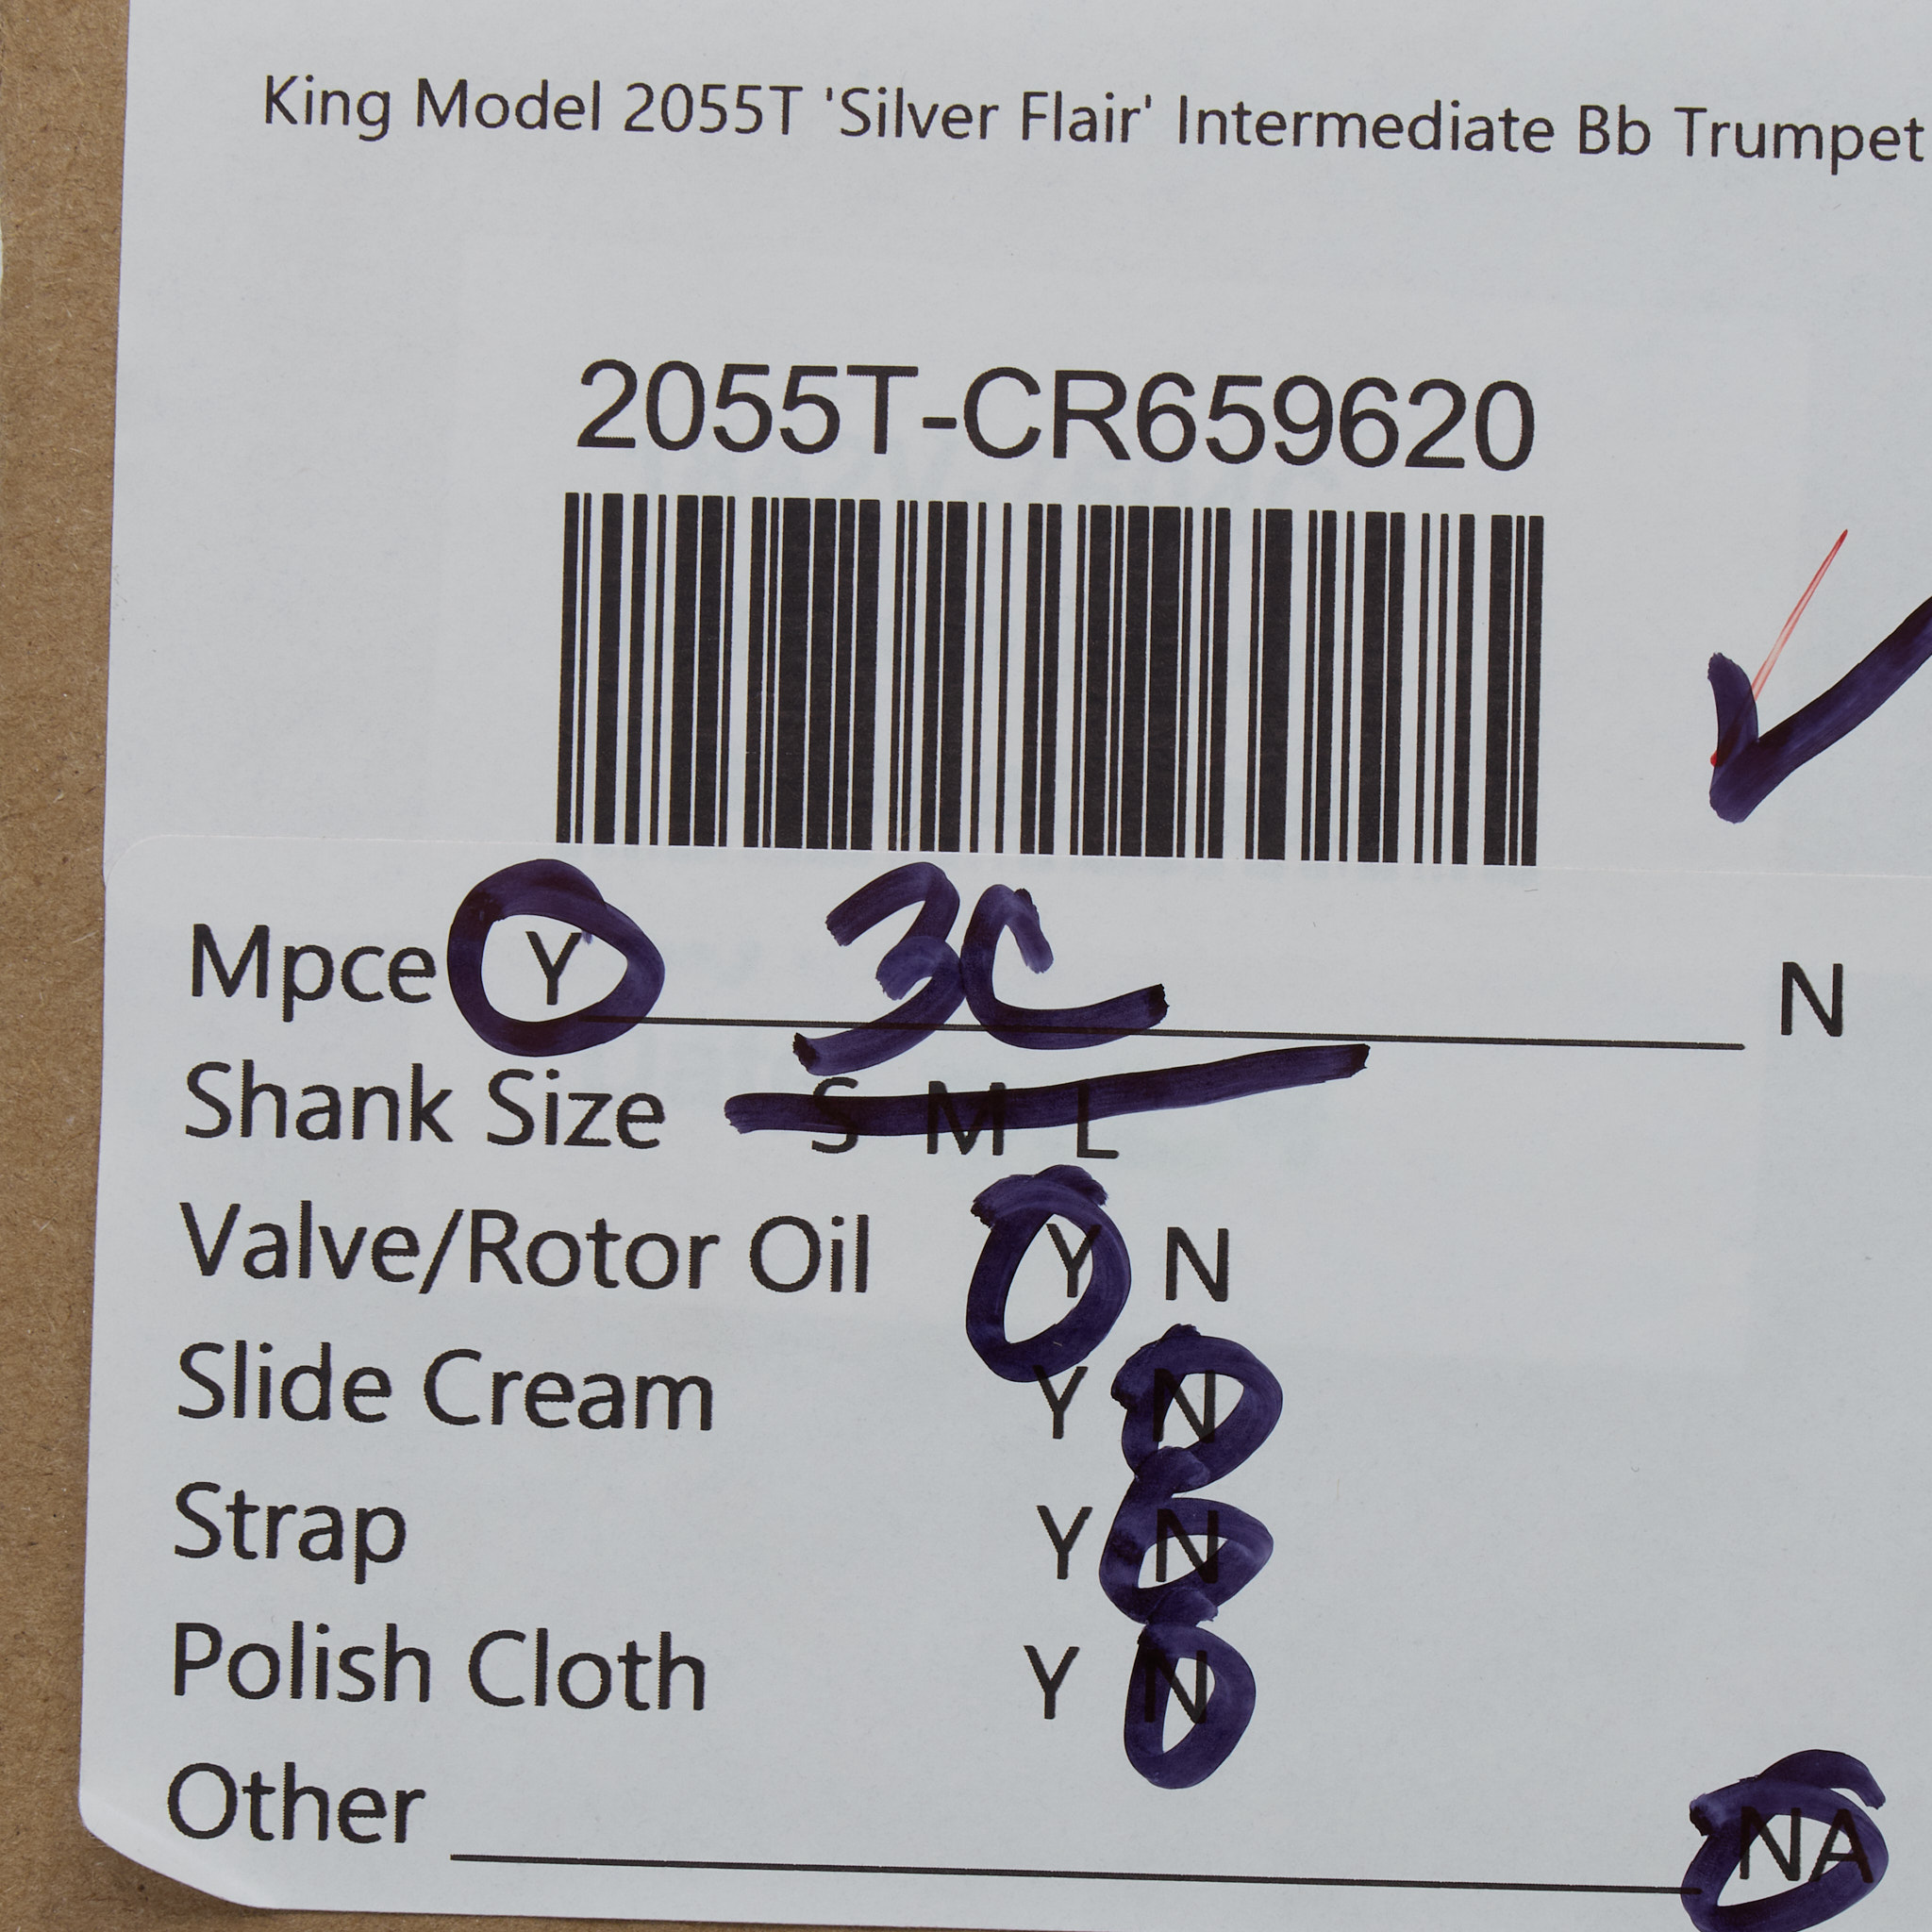 King Model 2055T 'Silver Flair' Intermediate Bb Trumpet
2055T-CR659620
Mpce Y 3C N
Shank Size S M L
Valve/Rotor Oil Y N
Slide Cream Y N
Strap Y N
Polish Cloth Y N
Other NA